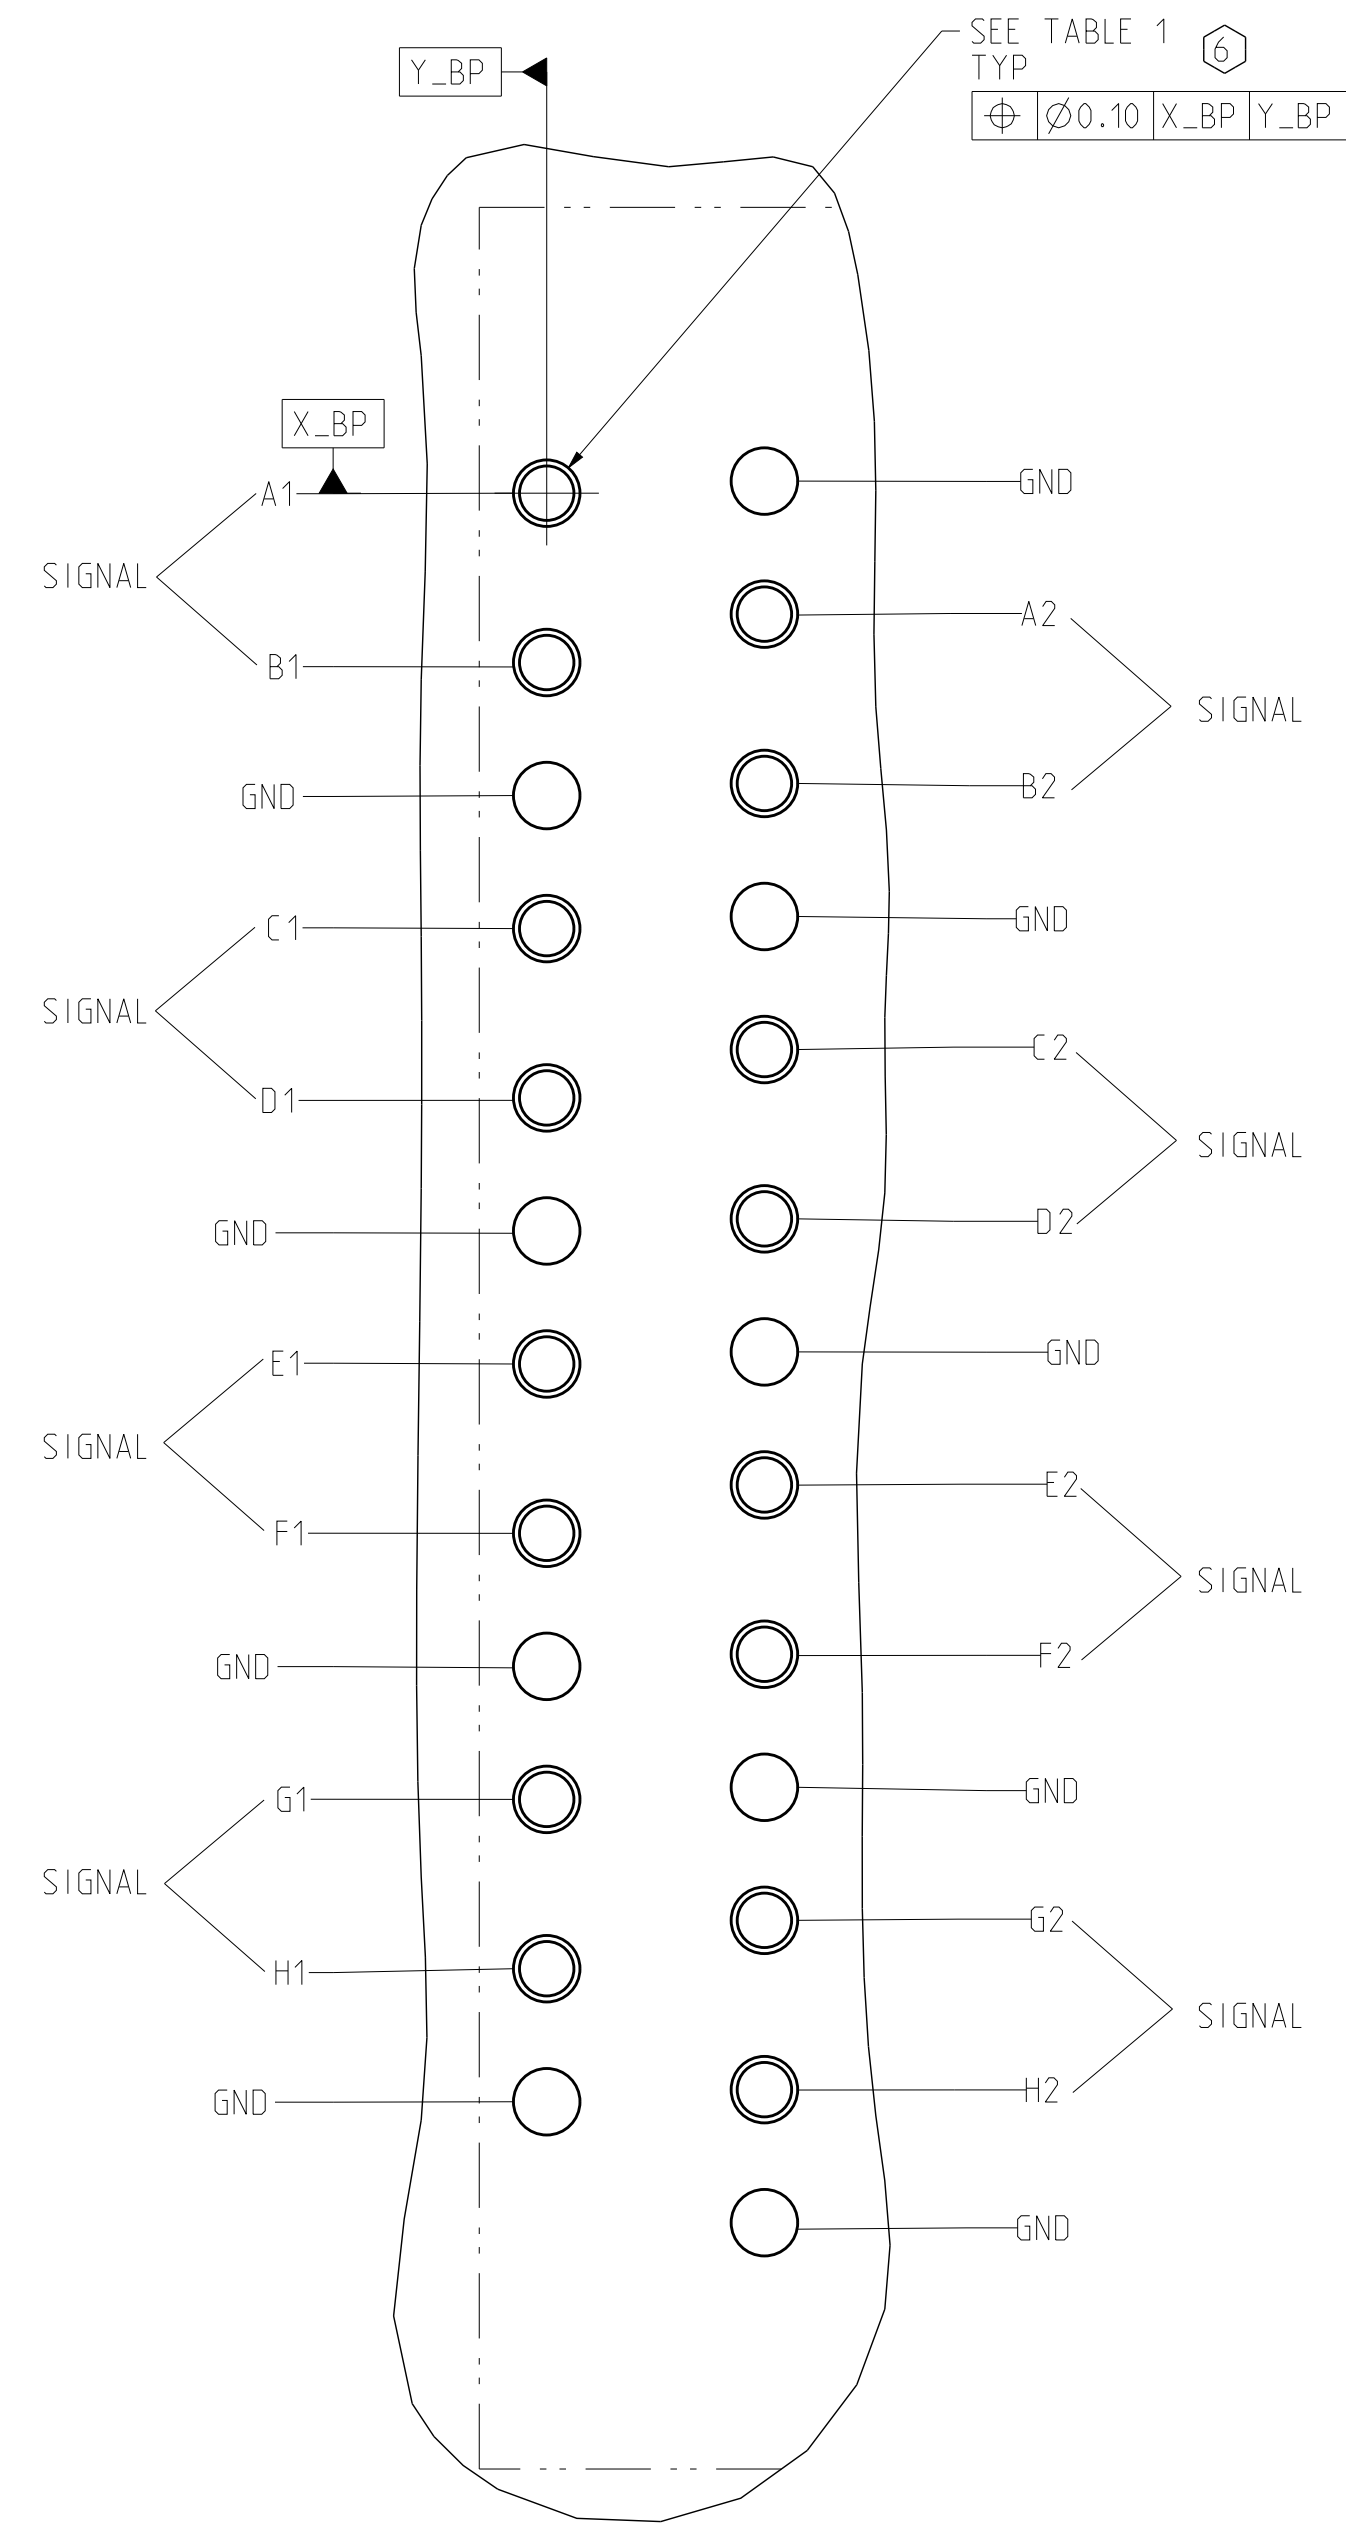 SEE TABLE 1 6
TYP
Y_BP
⌖ Ø0.10 X_BP Y_BP
X_BP
GND
A1
SIGNAL
A2
B1
SIGNAL
B2
GND
GND
C1
SIGNAL
C2
D1
SIGNAL
D2
GND
GND
E1
SIGNAL
E2
F1
SIGNAL
F2
GND
GND
G1
SIGNAL
G2
H1
SIGNAL
H2
GND
GND